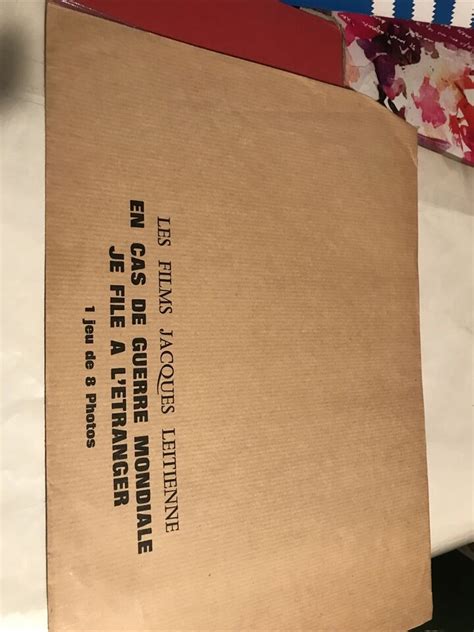 LES FILMS JACQUES LEITIENNE
EN CAS DE GUERRE MONDIALE
JE FILE A L'ETRANGER
1 jeu de 8 Photos